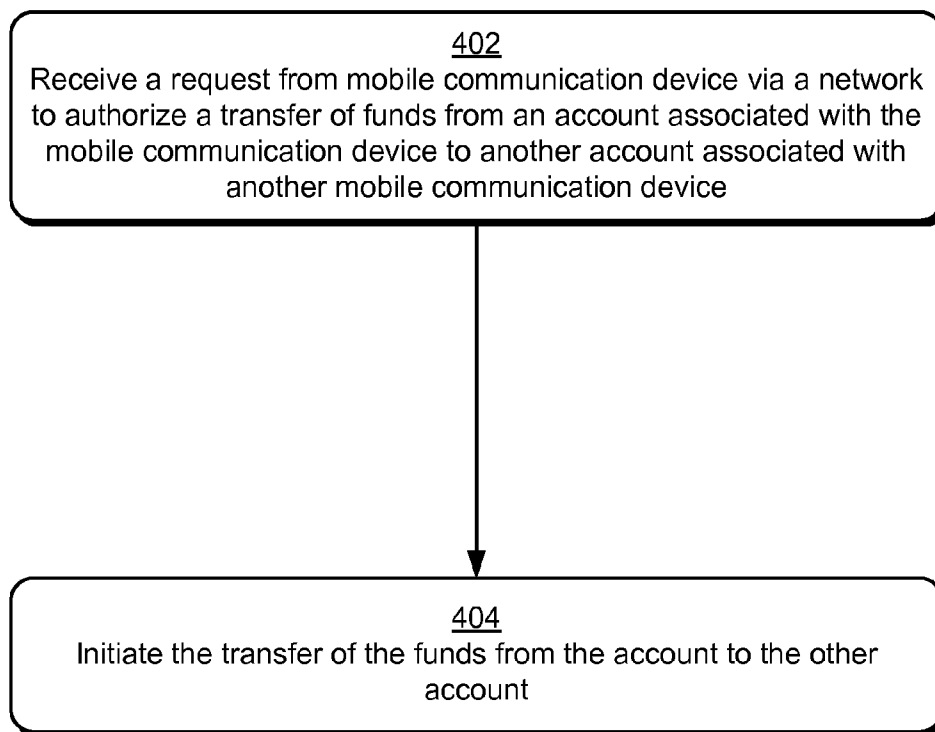 402
Receive a request from mobile communication device via a network
to authorize a transfer of funds from an account associated with the
mobile communication device to another account associated with
another mobile communication device
404
Initiate the transfer of the funds from the account to the other
account